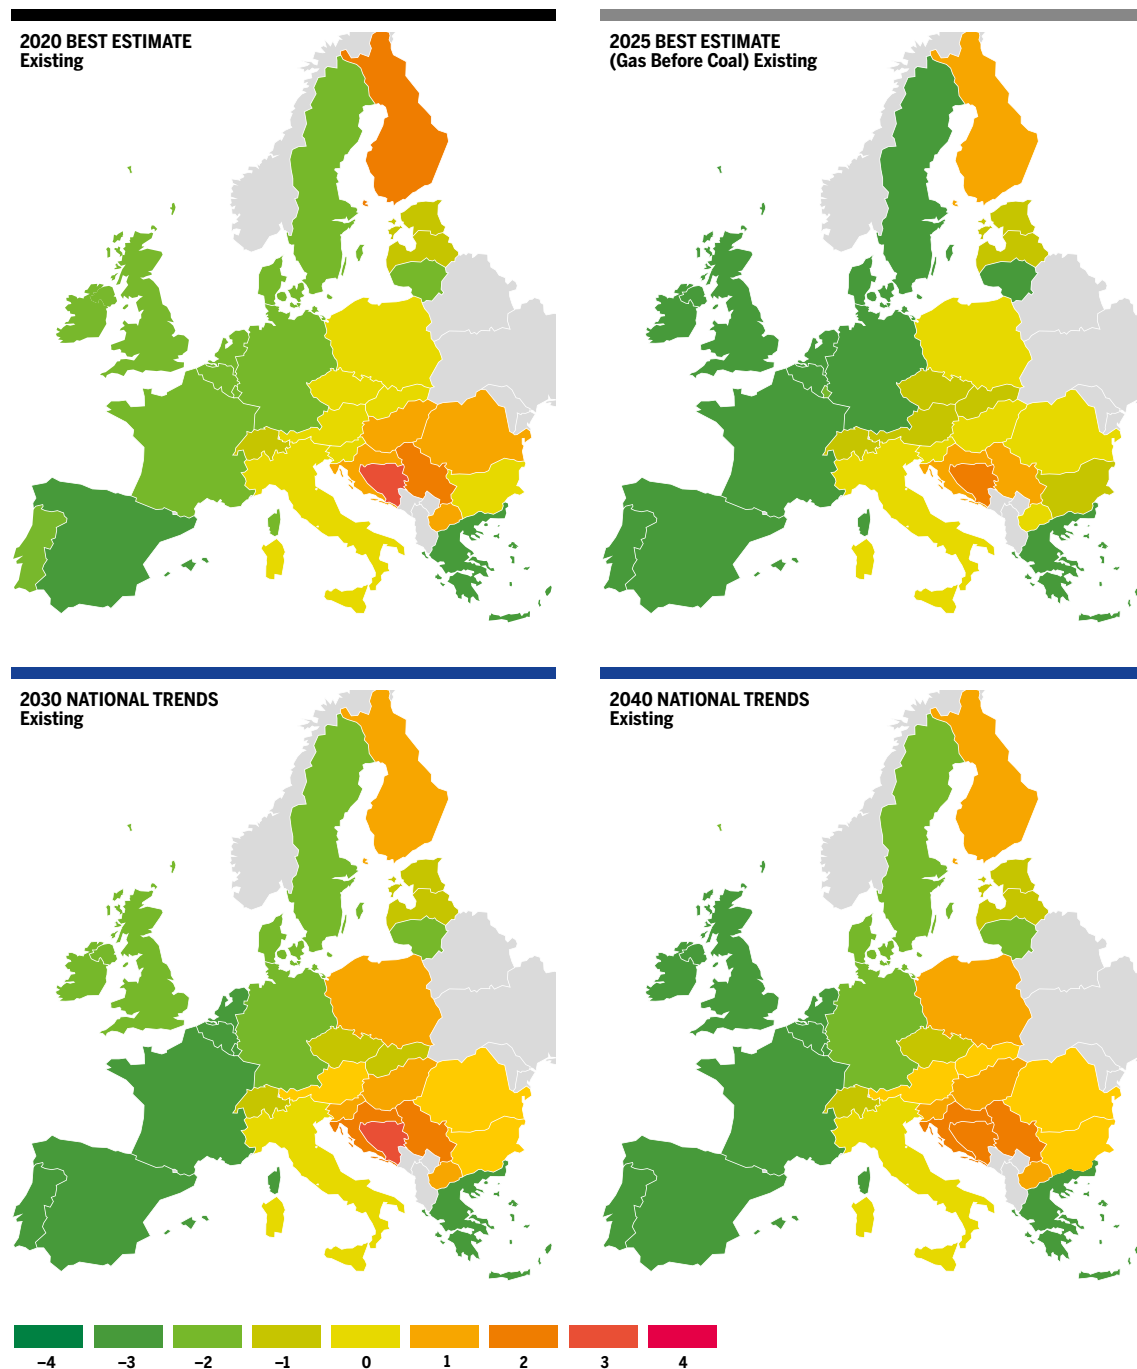 2020 BEST ESTIMATE
Existing
2025 BEST ESTIMATE
(Gas Before Coal) Existing
2030 NATIONAL TRENDS
Existing
2040 NATIONAL TRENDS
Existing
–4 –3 –2 –1 0 1 2 3 4